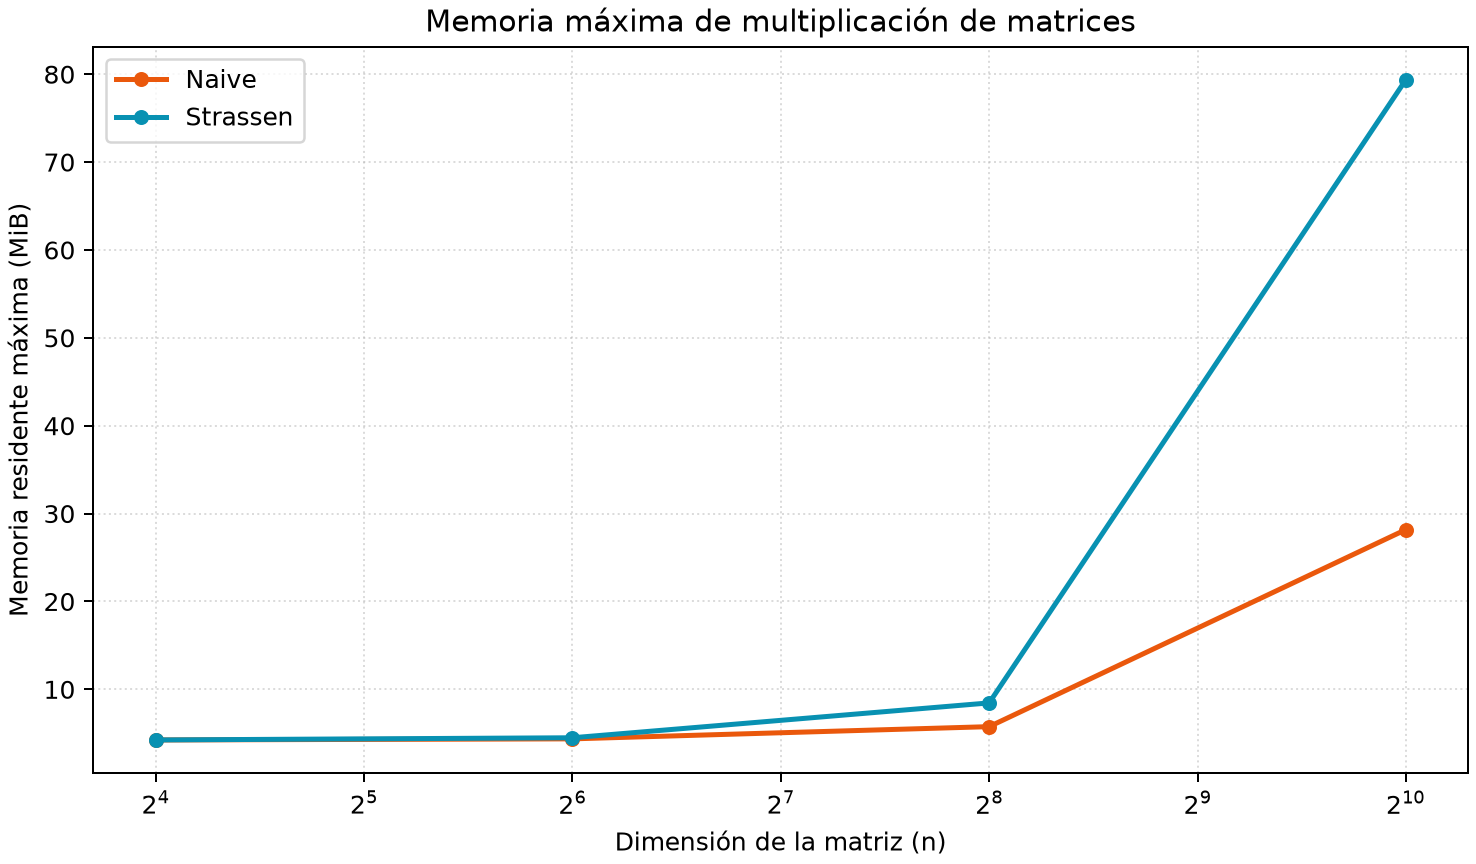 Memoria máxima de multiplicación de matrices
Naive
Strassen
Memoria residente máxima (MiB)
80
70
60
50
40
30
20
10
2⁴ 2⁵ 2⁶ 2⁷ 2⁸ 2⁹ 2¹⁰
Dimensión de la matriz (n)